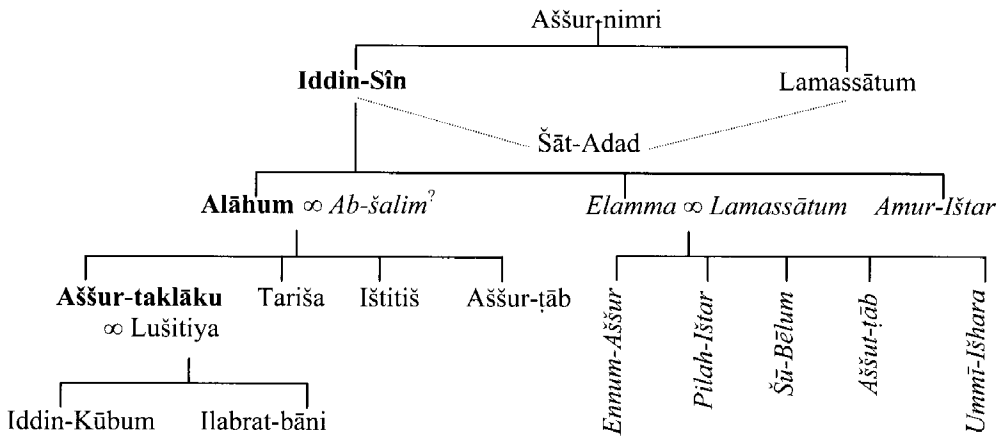 Aššur-nimri
Iddin-Sîn Lamassātum
Šāt-Adad
Alāhum ∞ Ab-šalim? Elamma ∞ Lamassātum Amur-Ištar
Aššur-taklāku Tariša Ištitiš Aššur-ṭāb
∞ Lušitiya
Iddin-Kūbum Ilabrat-bāni
Ennum-Aššur
Pilah-Ištar
Šū-Bēlum
Aššut-ṭāb
Ummī-Išhara